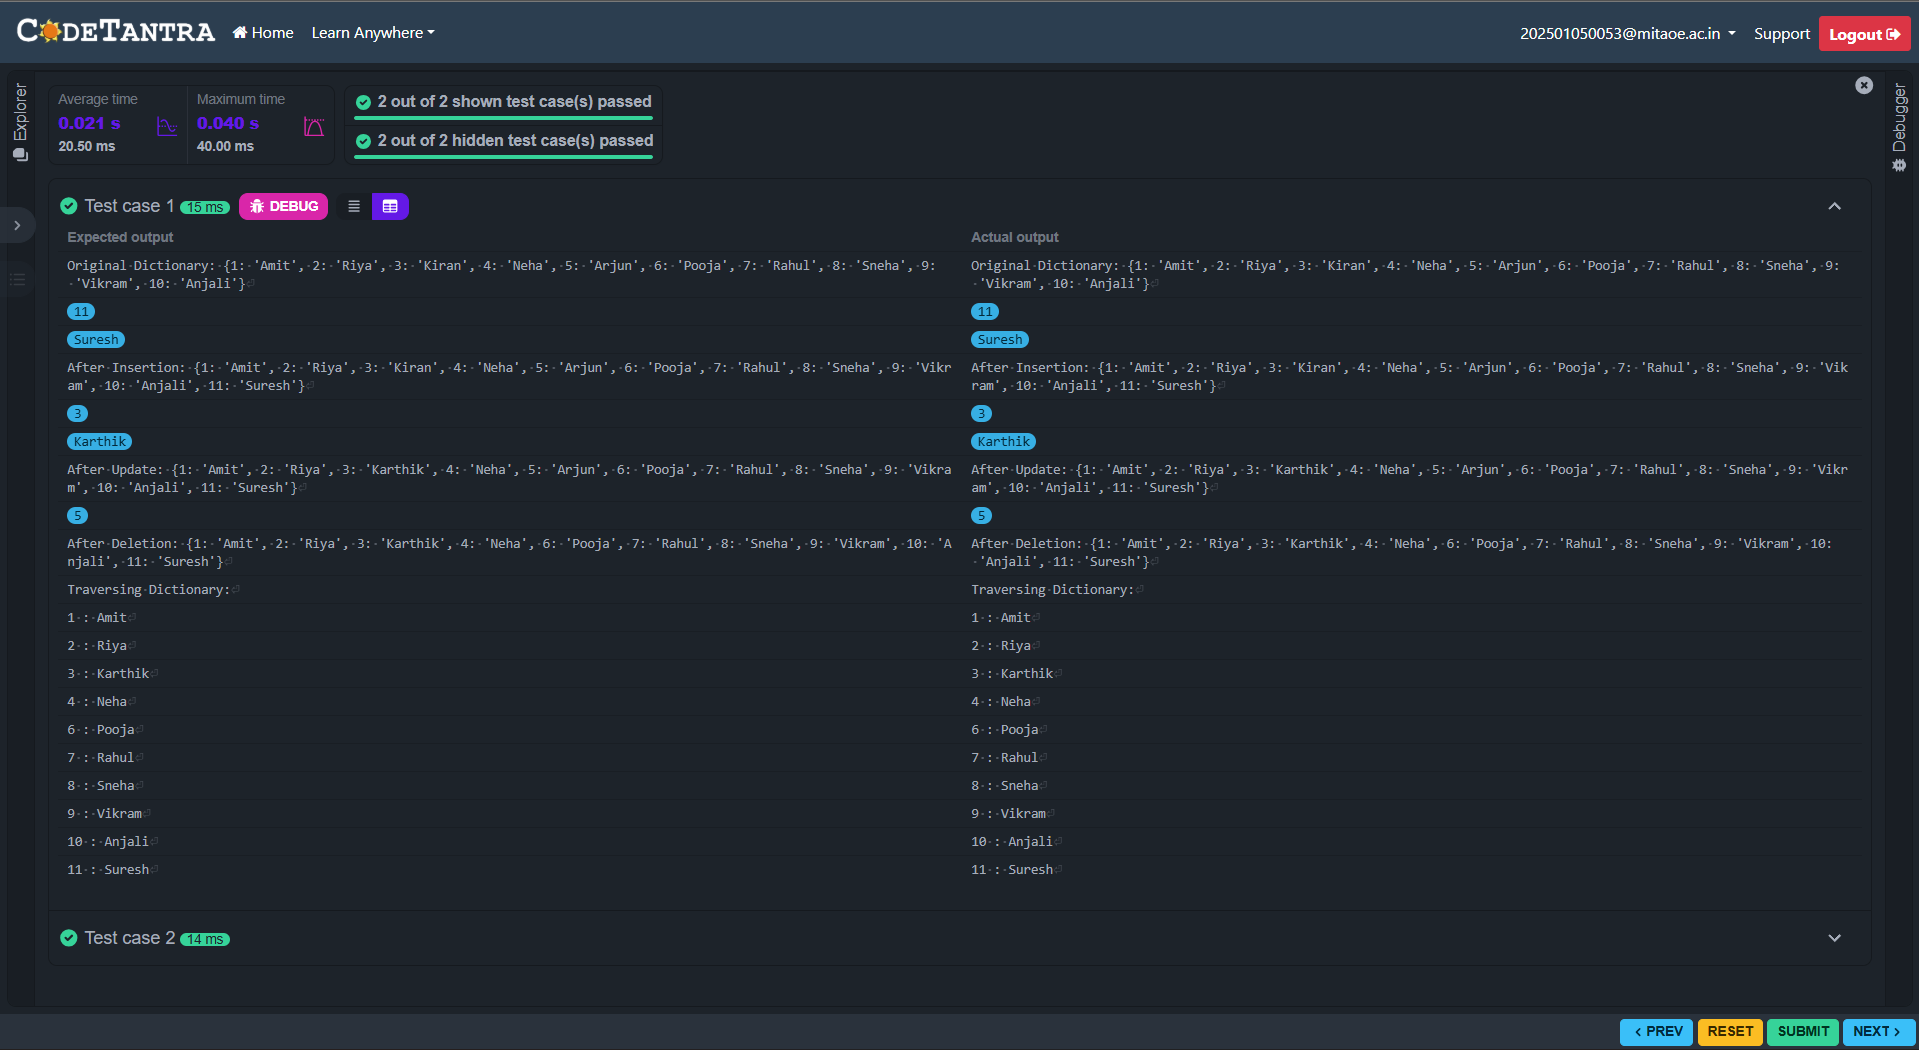 CODETANTRA Home Learn Anywhere 202501050053@mitaoe.ac.in Support Logout
Explorer
Debugger
Average time Maximum time
0.021 s 0.040 s
20.50 ms 40.00 ms
2 out of 2 shown test case(s) passed
2 out of 2 hidden test case(s) passed
Test case 1 15 ms DEBUG
Expected output
Original Dictionary: {1: 'Amit', 2: 'Riya', 3: 'Kiran', 4: 'Neha', 5: 'Arjun', 6: 'Pooja', 7: 'Rahul', 8: 'Sneha', 9:
'Vikram', 10: 'Anjali'}
11
Suresh
After Insertion: {1: 'Amit', 2: 'Riya', 3: 'Kiran', 4: 'Neha', 5: 'Arjun', 6: 'Pooja', 7: 'Rahul', 8: 'Sneha', 9: 'Vikr
am', 10: 'Anjali', 11: 'Suresh'}
3
Karthik
After Update: {1: 'Amit', 2: 'Riya', 3: 'Karthik', 4: 'Neha', 5: 'Arjun', 6: 'Pooja', 7: 'Rahul', 8: 'Sneha', 9: 'Vikra
m', 10: 'Anjali', 11: 'Suresh'}
5
After Deletion: {1: 'Amit', 2: 'Riya', 3: 'Karthik', 4: 'Neha', 6: 'Pooja', 7: 'Rahul', 8: 'Sneha', 9: 'Vikram', 10: 'A
njali', 11: 'Suresh'}
Traversing Dictionary:
1 : Amit
2 : Riya
3 : Karthik
4 : Neha
6 : Pooja
7 : Rahul
8 : Sneha
9 : Vikram
10 : Anjali
11 : Suresh
Actual output
Original Dictionary: {1: 'Amit', 2: 'Riya', 3: 'Kiran', 4: 'Neha', 5: 'Arjun', 6: 'Pooja', 7: 'Rahul', 8: 'Sneha', 9:
'Vikram', 10: 'Anjali'}
11
Suresh
After Insertion: {1: 'Amit', 2: 'Riya', 3: 'Kiran', 4: 'Neha', 5: 'Arjun', 6: 'Pooja', 7: 'Rahul', 8: 'Sneha', 9: 'Vik
ram', 10: 'Anjali', 11: 'Suresh'}
3
Karthik
After Update: {1: 'Amit', 2: 'Riya', 3: 'Karthik', 4: 'Neha', 5: 'Arjun', 6: 'Pooja', 7: 'Rahul', 8: 'Sneha', 9: 'Vikr
am', 10: 'Anjali', 11: 'Suresh'}
5
After Deletion: {1: 'Amit', 2: 'Riya', 3: 'Karthik', 4: 'Neha', 6: 'Pooja', 7: 'Rahul', 8: 'Sneha', 9: 'Vikram', 10:
'Anjali', 11: 'Suresh'}
Traversing Dictionary:
1 : Amit
2 : Riya
3 : Karthik
4 : Neha
6 : Pooja
7 : Rahul
8 : Sneha
9 : Vikram
10 : Anjali
11 : Suresh
Test case 2 14 ms
< PREV RESET SUBMIT NEXT >